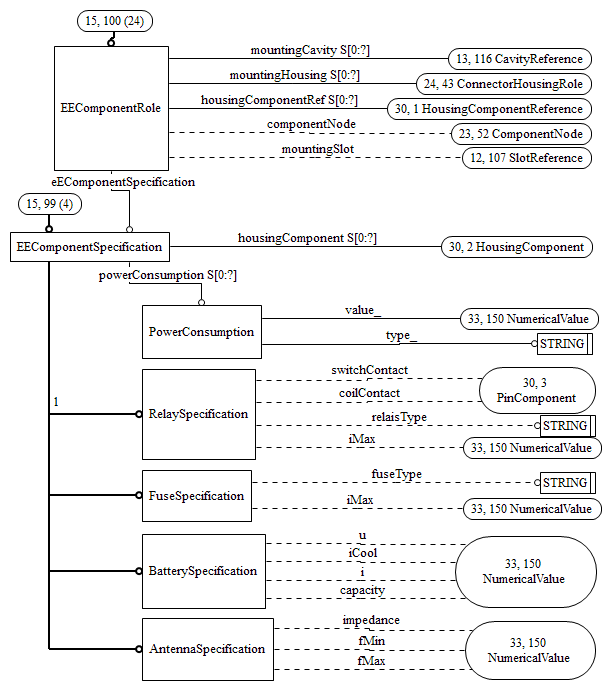 15, 100 (24)
EEComponentRole
mountingCavity S[0:?]
13, 116 CavityReference
mountingHousing S[0:?]
24, 43 ConnectorHousingRole
housingComponentRef S[0:?]
30, 1 HousingComponentReference
componentNode
23, 52 ComponentNode
mountingSlot
12, 107 SlotReference
eEComponentSpecification
15, 99 (4)
EEComponentSpecification
housingComponent S[0:?]
30, 2 HousingComponent
powerConsumption S[0:?]
PowerConsumption
value_
33, 150 NumericalValue
type_
STRING
1
RelaySpecification
switchContact
coilContact
30, 3
PinComponent
relaisType
STRING
iMax
33, 150 NumericalValue
FuseSpecification
fuseType
STRING
iMax
33, 150 NumericalValue
BatterySpecification
u
iCool
i
capacity
33, 150
NumericalValue
AntennaSpecification
impedance
fMin
fMax
33, 150
NumericalValue